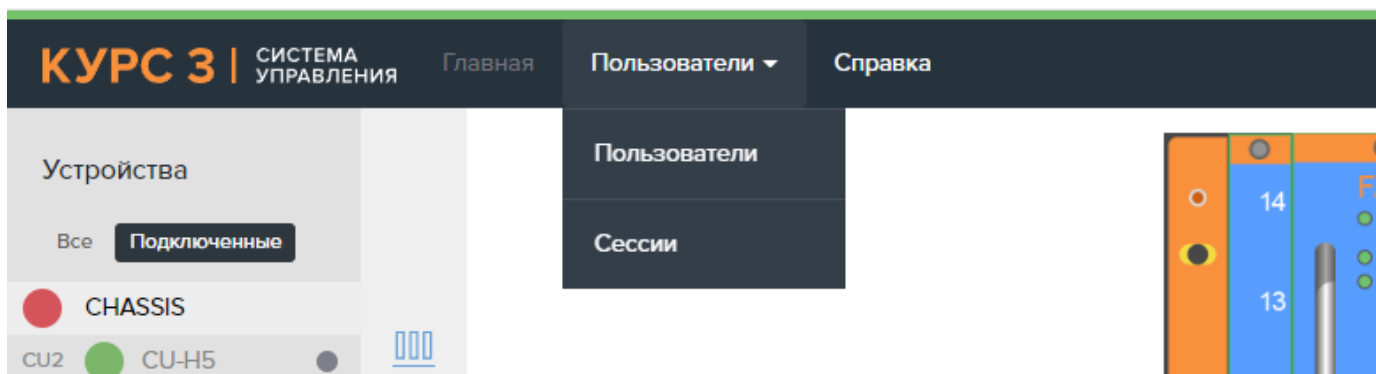 КУРС 3 | СИСТЕМА УПРАВЛЕНИЯ
Главная
Пользователи
Справка
Пользователи
Сессии
Устройства
Все
Подключенные
CHASSIS
CU2 CU-H5
14
13